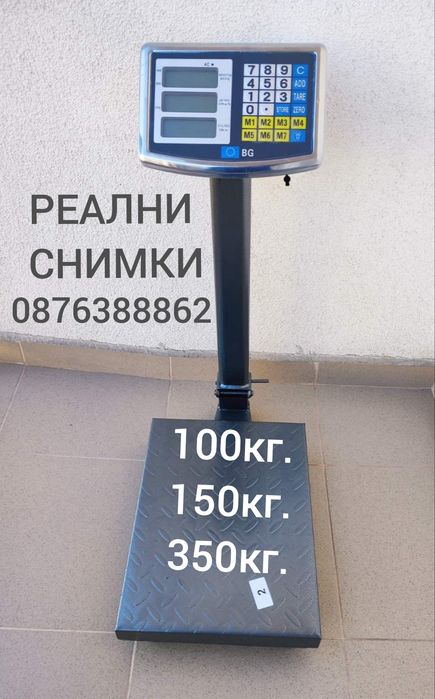 AC
7 8 9 C
4 5 6 ADD
1 2 3 TARE
0 • STORE ZERO
M1 M2 M3 M4
M5 M6 M7
BG
РЕАЛНИ
СНИМКИ
0876388862
100кг.
150кг.
350кг.
2